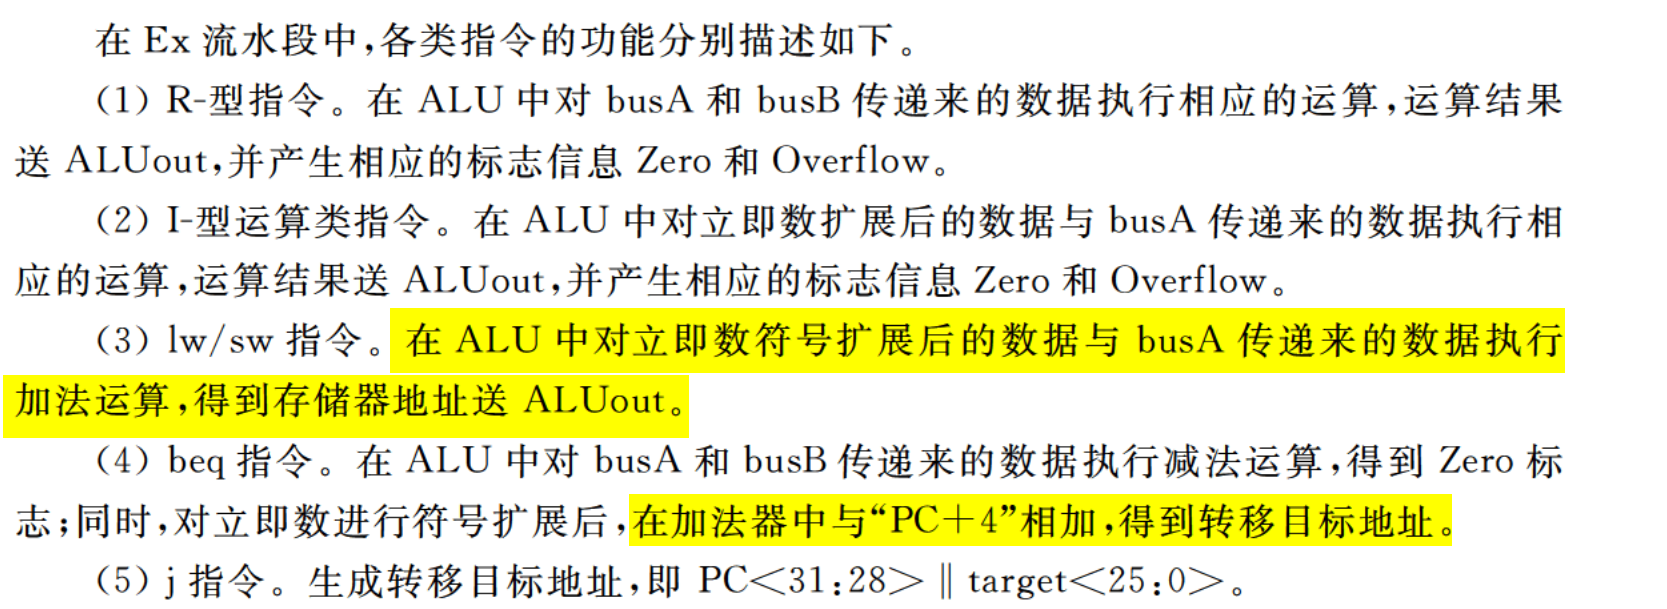 在 Ex 流水段中,各类指令的功能分别描述如下。
(1) R-型指令。在 ALU 中对 busA 和 busB 传递来的数据执行相应的运算,运算结果
送 ALUout,并产生相应的标志信息 Zero 和 Overflow。
(2) I-型运算类指令。在 ALU 中对立即数扩展后的数据与 busA 传递来的数据执行相
应的运算,运算结果送 ALUout,并产生相应的标志信息 Zero 和 Overflow。
(3) lw/sw 指令。在 ALU 中对立即数符号扩展后的数据与 busA 传递来的数据执行
加法运算,得到存储器地址送 ALUout。
(4) beq 指令。在 ALU 中对 busA 和 busB 传递来的数据执行减法运算,得到 Zero 标
志;同时,对立即数进行符号扩展后,在加法器中与“PC+4”相加,得到转移目标地址。
(5) j 指令。生成转移目标地址,即 PC<31:28> ‖ target<25:0>。